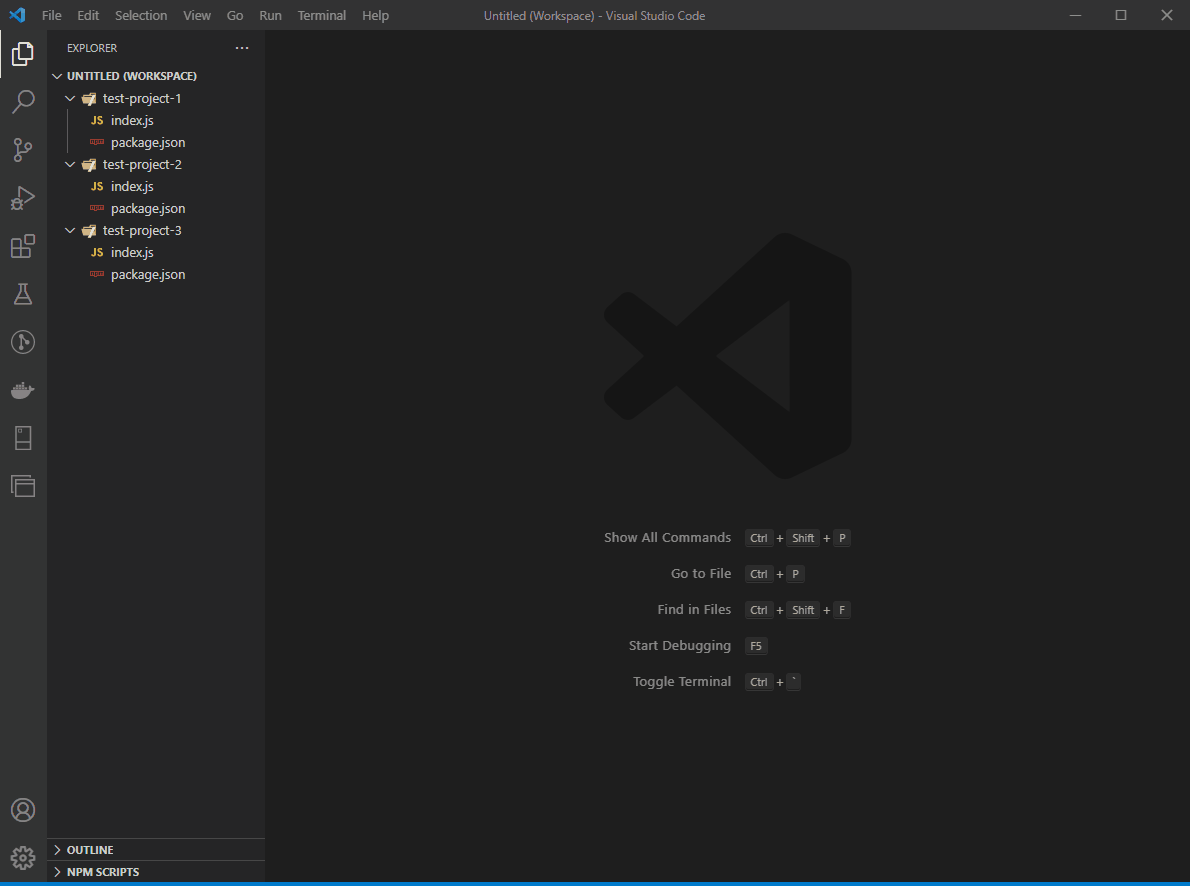 File Edit Selection View Go Run Terminal Help Untitled (Workspace) - Visual Studio Code
EXPLORER ···
UNTITLED (WORKSPACE)
test-project-1
JS index.js
npm package.json
test-project-2
JS index.js
npm package.json
test-project-3
JS index.js
npm package.json
Show All Commands Ctrl + Shift + P
Go to File Ctrl + P
Find in Files Ctrl + Shift + F
Start Debugging F5
Toggle Terminal Ctrl + `
OUTLINE
NPM SCRIPTS